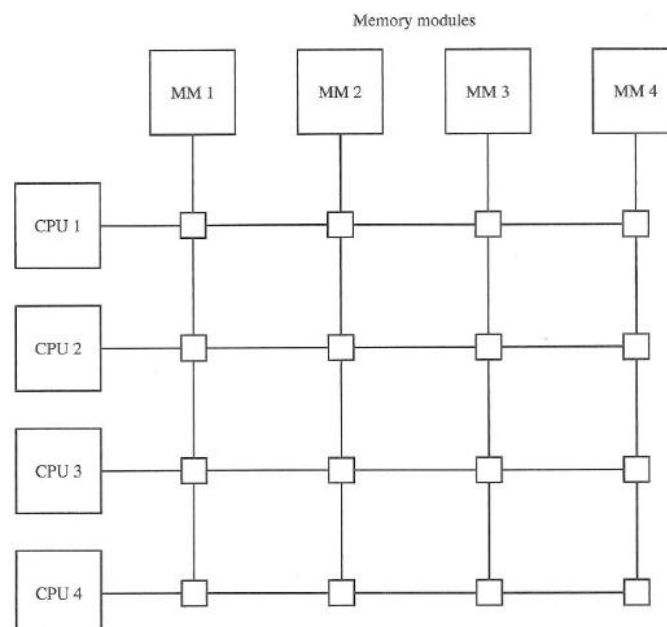 Memory modules
MM 1
MM 2
MM 3
MM 4
CPU 1
CPU 2
CPU 3
CPU 4